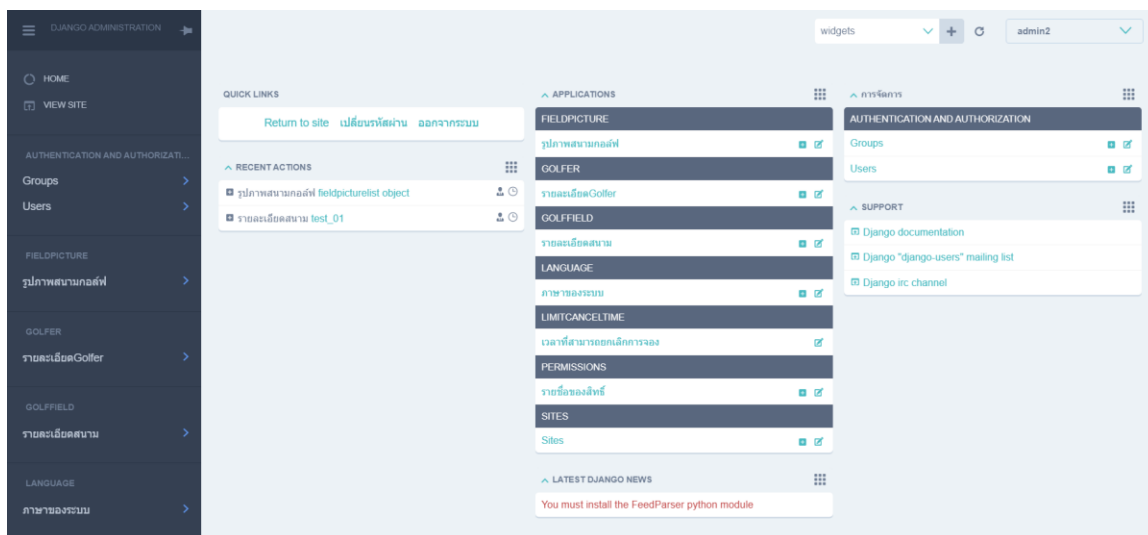 DJANGO ADMINISTRATION
HOME
VIEW SITE
AUTHENTICATION AND AUTHORIZATI...
Groups
Users
FIELDPICTURE
รูปภาพสนามกอล์ฟ
GOLFER
รายละเอียดGolfer
GOLFFIELD
รายละเอียดสนาม
LANGUAGE
ภาษาของระบบ
widgets
admin2
QUICK LINKS
Return to site เปลี่ยนรหัสผ่าน ออกจากระบบ
RECENT ACTIONS
รูปภาพสนามกอล์ฟ fieldpicturelist object
รายละเอียดสนาม test_01
APPLICATIONS
FIELDPICTURE
รูปภาพสนามกอล์ฟ
GOLFER
รายละเอียดGolfer
GOLFFIELD
รายละเอียดสนาม
LANGUAGE
ภาษาของระบบ
LIMITCANCELTIME
เวลาที่สามารถยกเลิกการจอง
PERMISSIONS
รายชื่อของสิทธิ์
SITES
Sites
LATEST DJANGO NEWS
You must install the FeedParser python module
การจัดการ
AUTHENTICATION AND AUTHORIZATION
Groups
Users
SUPPORT
Django documentation
Django "django-users" mailing list
Django irc channel